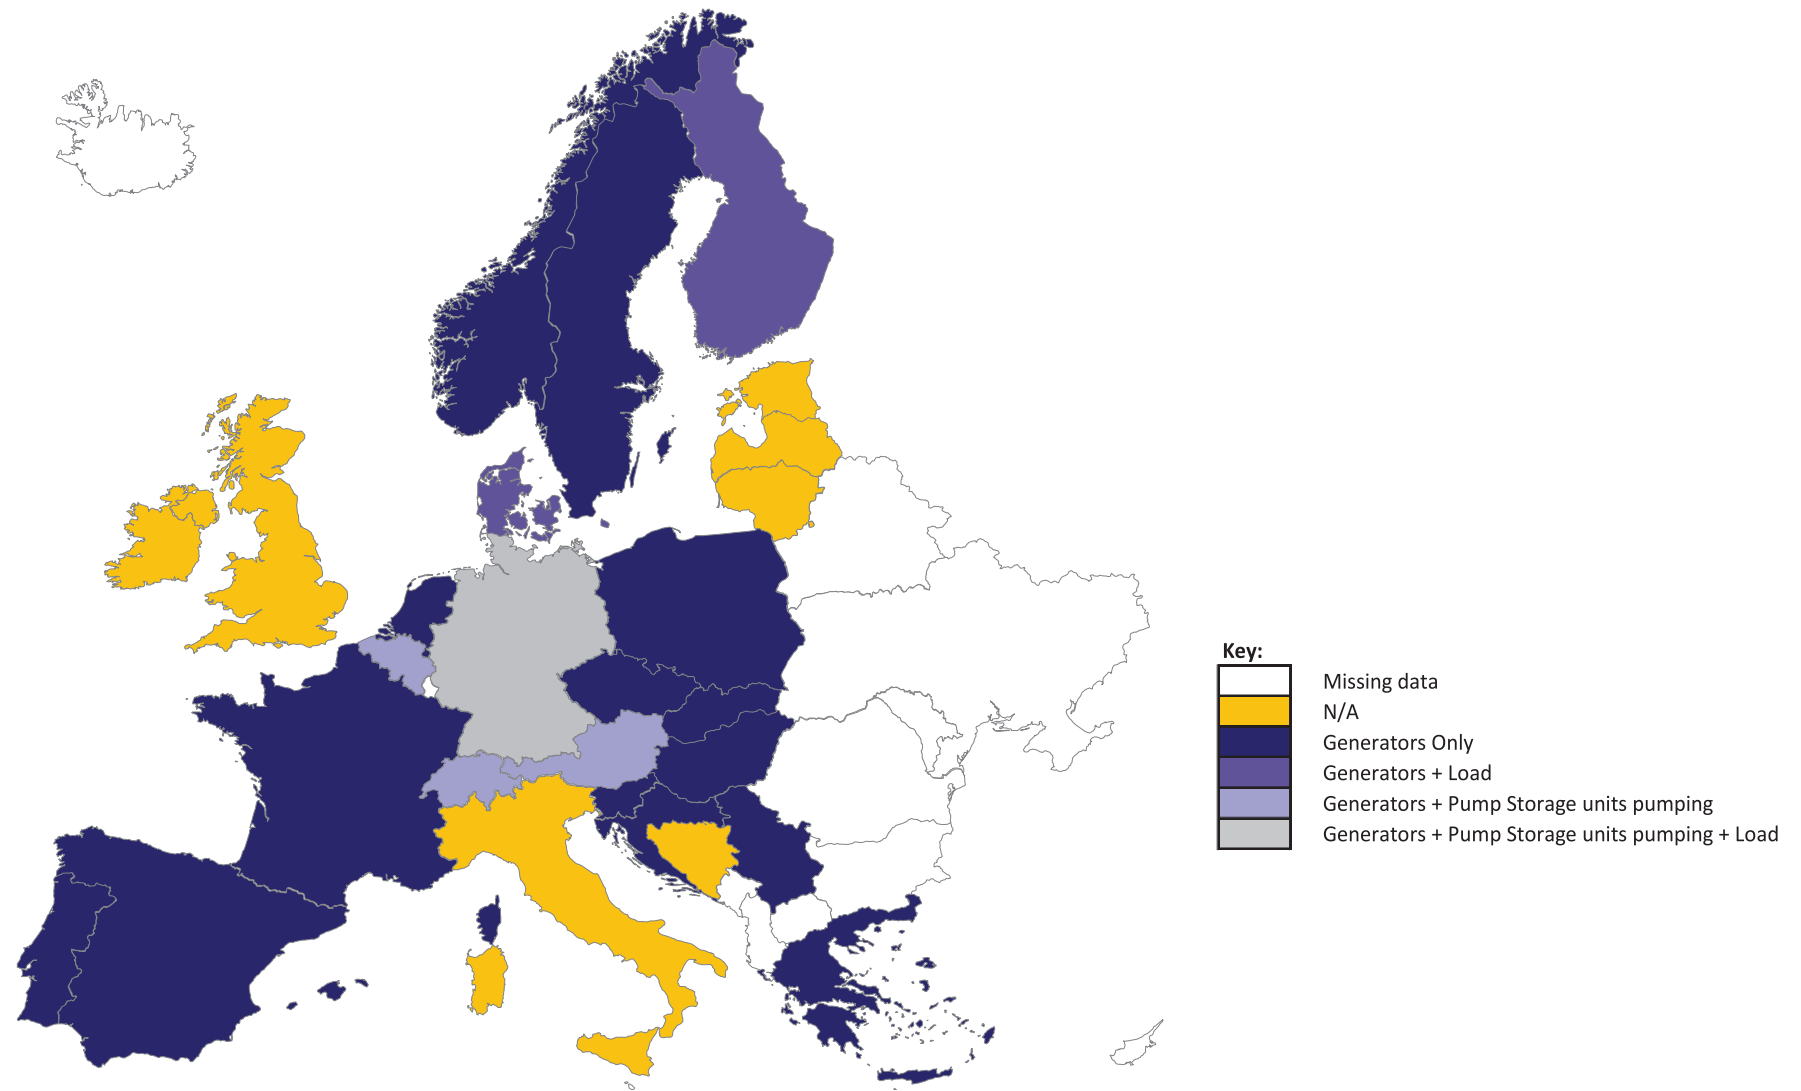 Key:
Missing data
N/A
Generators Only
Generators + Load
Generators + Pump Storage units pumping
Generators + Pump Storage units pumping + Load